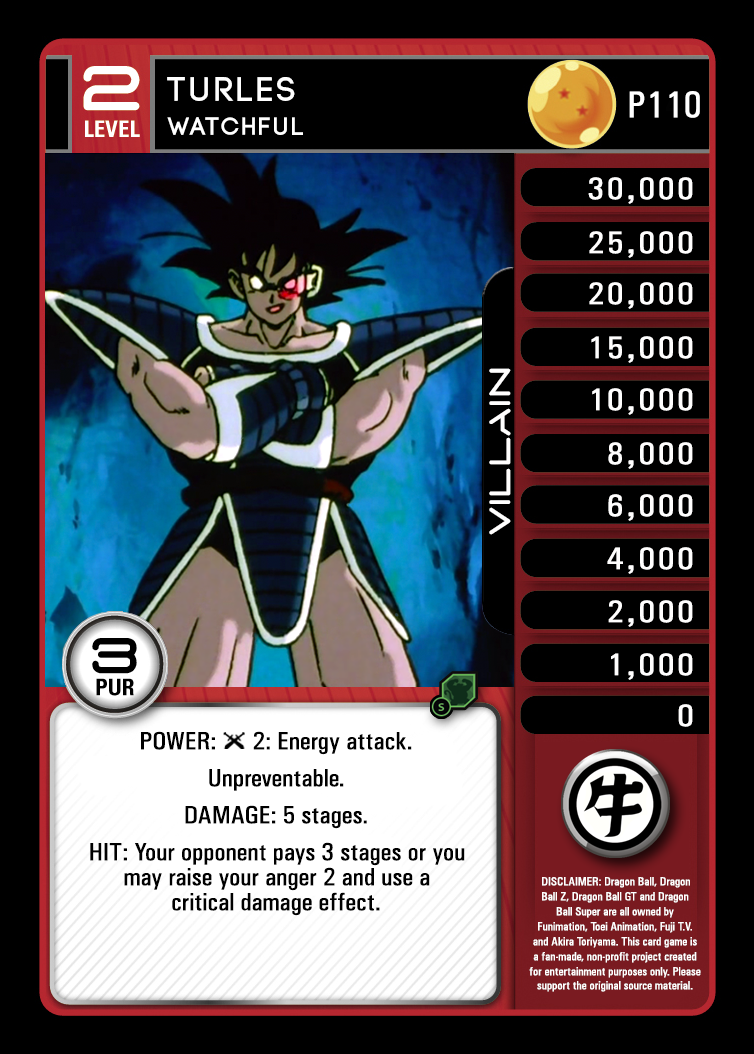 2
LEVEL
TURLES
WATCHFUL
P110
30,000
25,000
20,000
15,000
10,000
8,000
6,000
4,000
2,000
1,000
0
VILLAIN
3
PUR
S
POWER: 2: Energy attack.
Unpreventable.
DAMAGE: 5 stages.
HIT: Your opponent pays 3 stages or you
may raise your anger 2 and use a
critical damage effect.
牛
DISCLAIMER: Dragon Ball, Dragon
Ball Z, Dragon Ball GT and Dragon
Ball Super are all owned by
Funimation, Toei Animation, Fuji T.V.
and Akira Toriyama. This card game is
a fan-made, non-profit project created
for entertainment purposes only. Please
support the original source material.